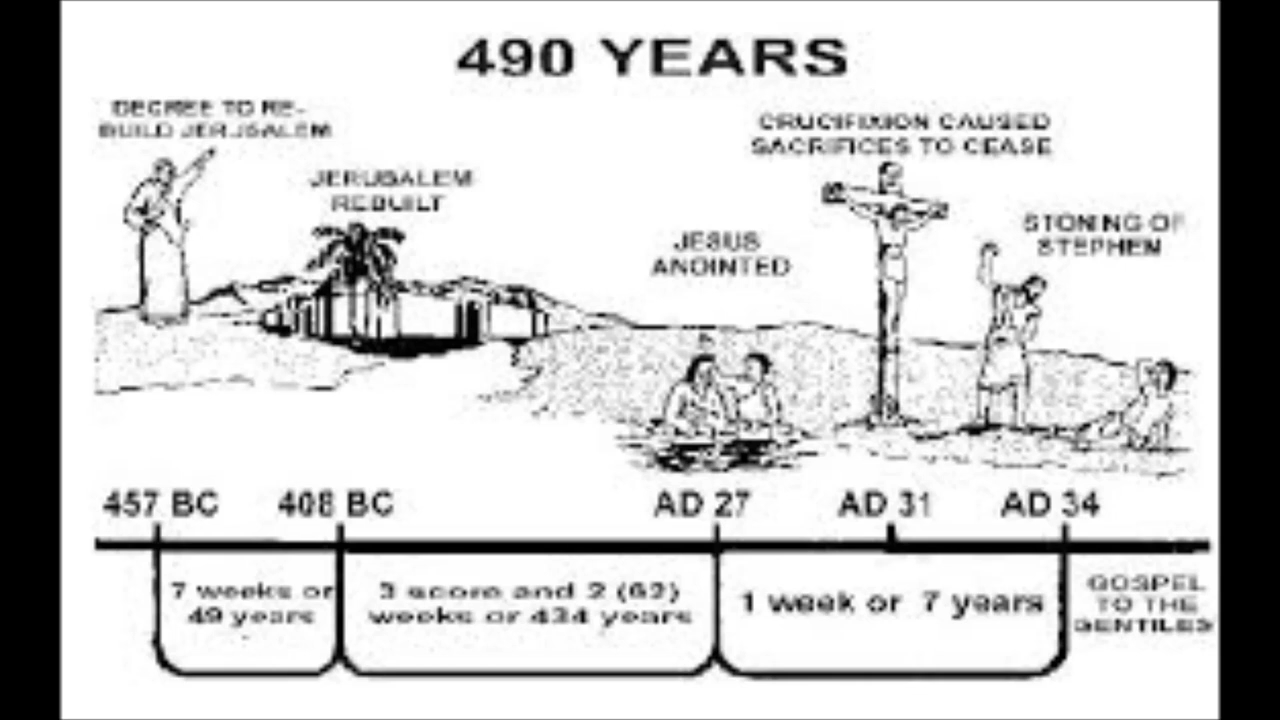 490 YEARS
DECREE TO RE-
BUILD JERUSALEM
JERUSALEM
REBUILT
CRUCIFIXION CAUSED
SACRIFICES TO CEASE
JESUS
ANOINTED
STONING OF
STEPHEN
457 BC
408 BC
AD 27
AD 31
AD 34
7 weeks or
49 years
3 score and 2 (62)
weeks or 434 years
1 week or 7 years
GOSPEL
TO THE
GENTILES